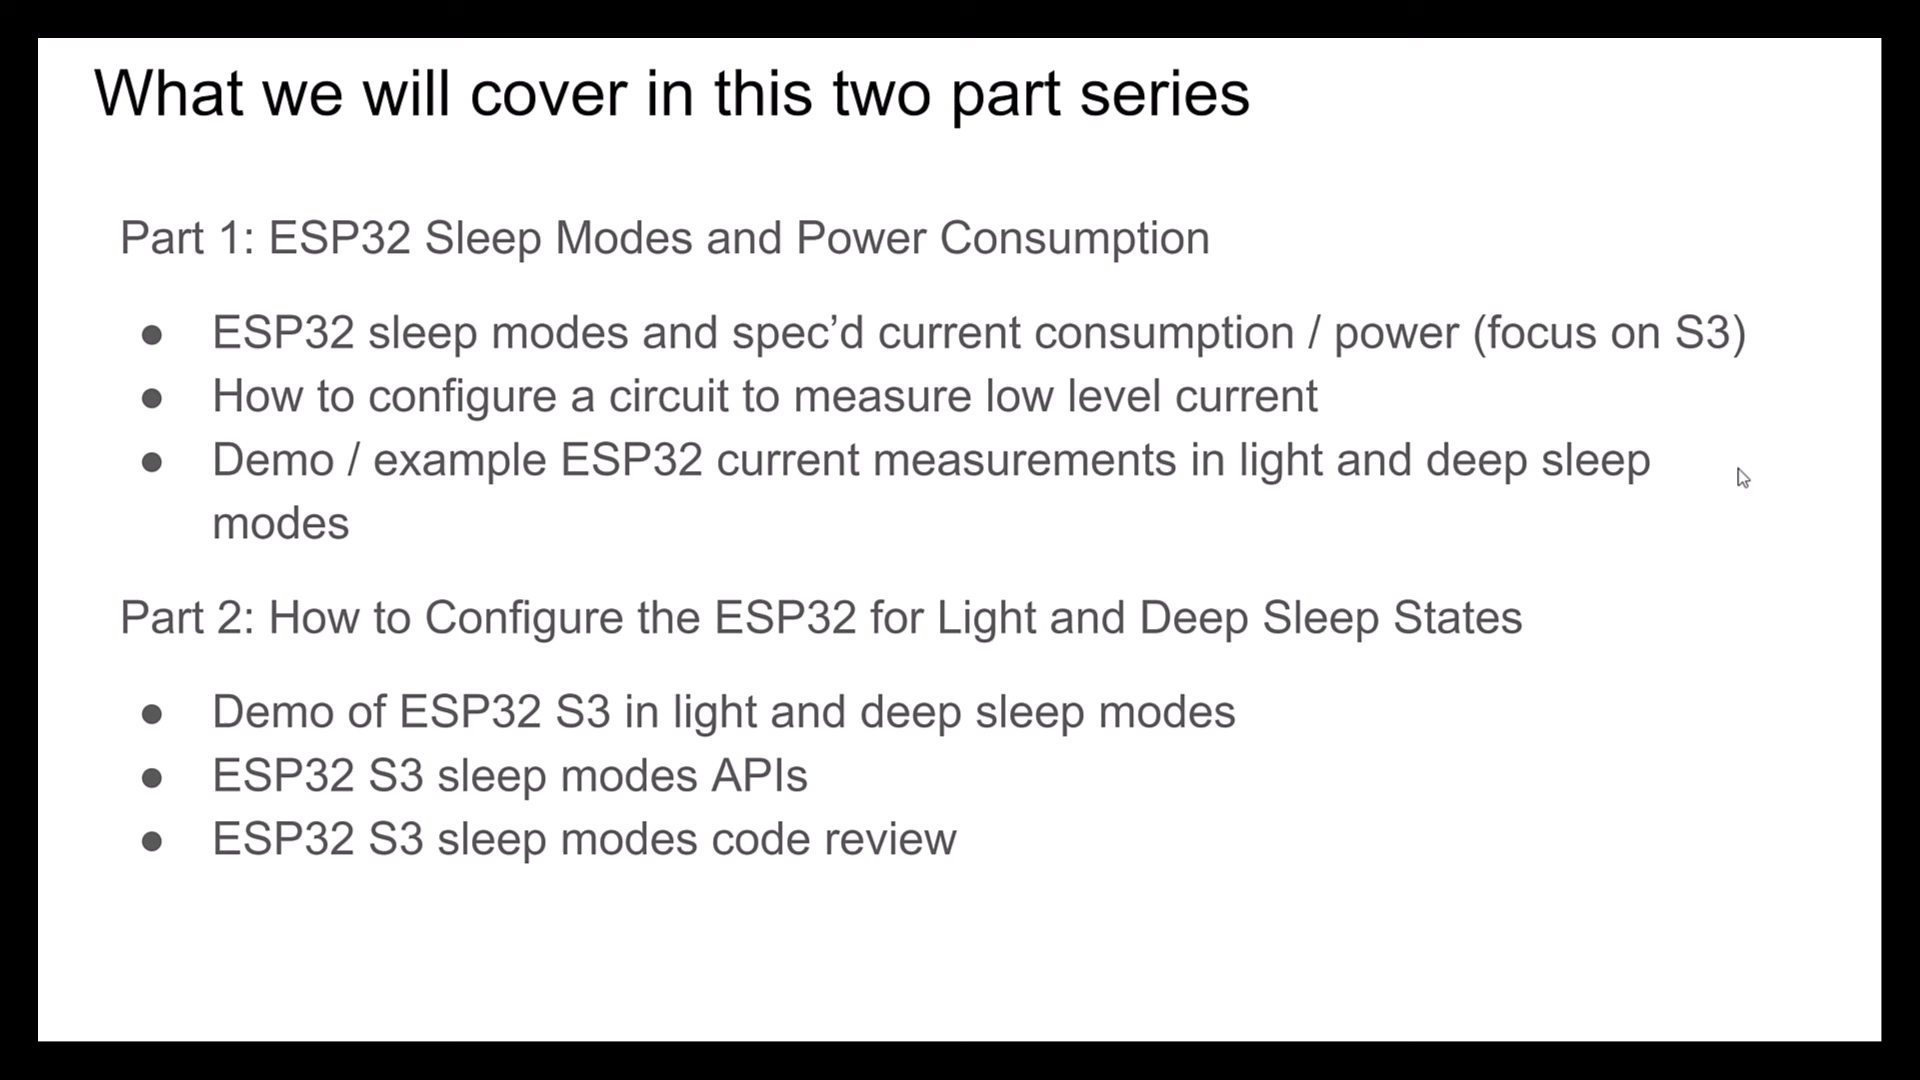 What we will cover in this two part series
Part 1: ESP32 Sleep Modes and Power Consumption
● ESP32 sleep modes and spec’d current consumption / power (focus on S3)
● How to configure a circuit to measure low level current
● Demo / example ESP32 current measurements in light and deep sleep
modes
Part 2: How to Configure the ESP32 for Light and Deep Sleep States
● Demo of ESP32 S3 in light and deep sleep modes
● ESP32 S3 sleep modes APIs
● ESP32 S3 sleep modes code review